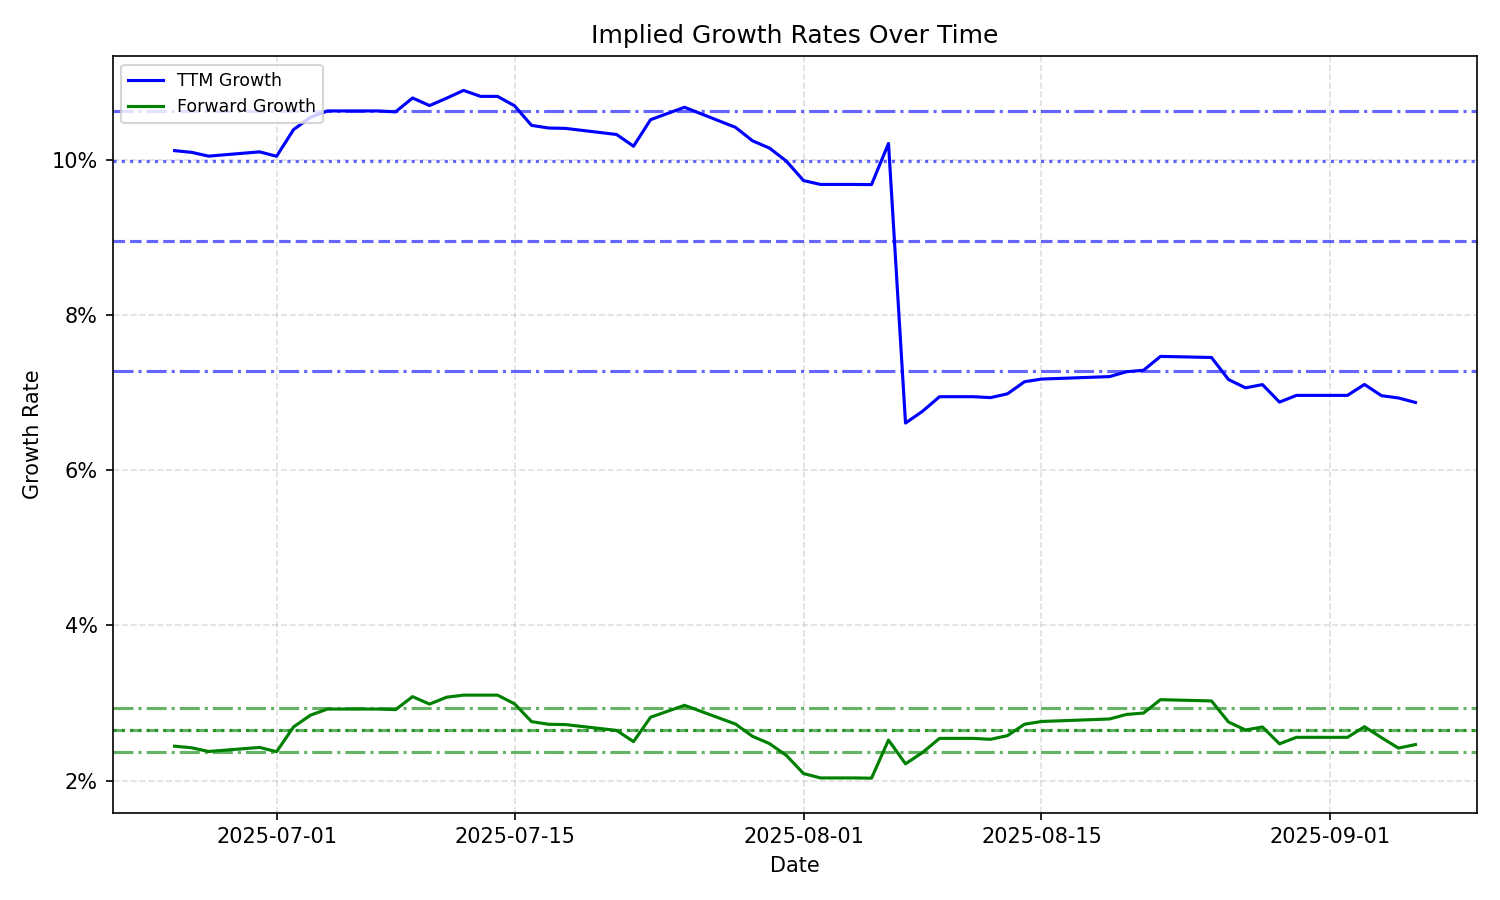 Implied Growth Rates Over Time
TTM Growth
Forward Growth
10%
8%
6%
4%
2%
Growth Rate
2025-07-01
2025-07-15
2025-08-01
2025-08-15
2025-09-01
Date